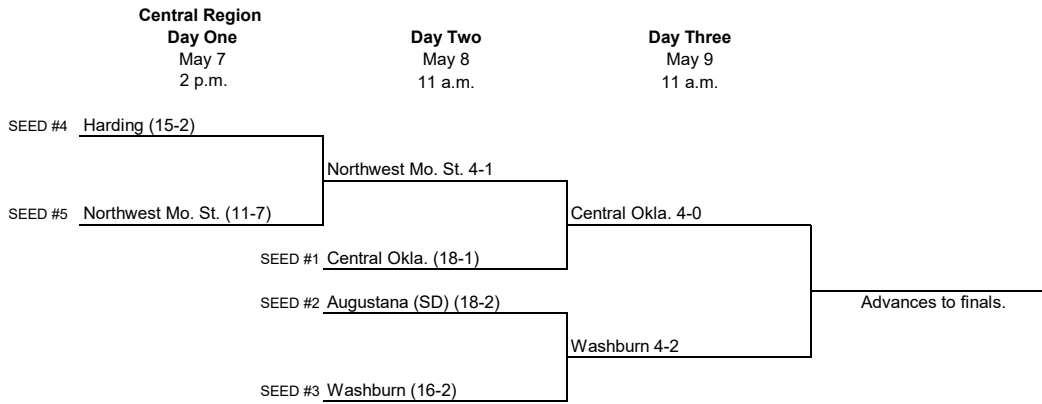 Central Region
Day One
May 7
2 p.m.
Day Two
May 8
11 a.m.
Day Three
May 9
11 a.m.
SEED #4 Harding (15-2)
Northwest Mo. St. 4-1
SEED #5 Northwest Mo. St. (11-7)
Central Okla. 4-0
SEED #1 Central Okla. (18-1)
SEED #2 Augustana (SD) (18-2)
Advances to finals.
Washburn 4-2
SEED #3 Washburn (16-2)